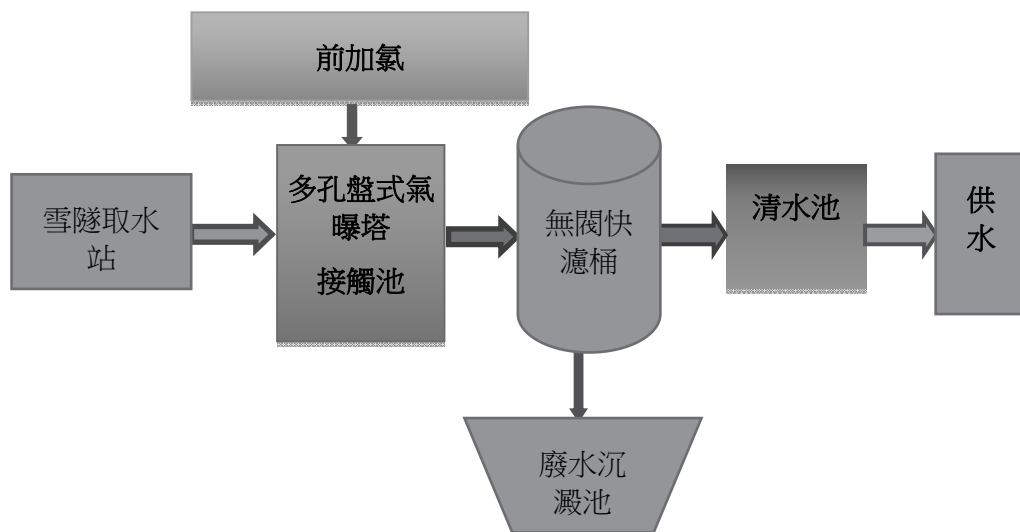 前加氯
雪隧取水
站
多孔盤式氣
曝塔
接觸池
無閥快
濾桶
清水池
供
水
廢水沉
澱池